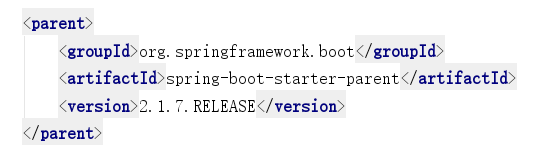 <parent>
<groupId>org.springframework.boot</groupId>
<artifactId>spring-boot-starter-parent</artifactId>
<version>2.1.7.RELEASE</version>
</parent>